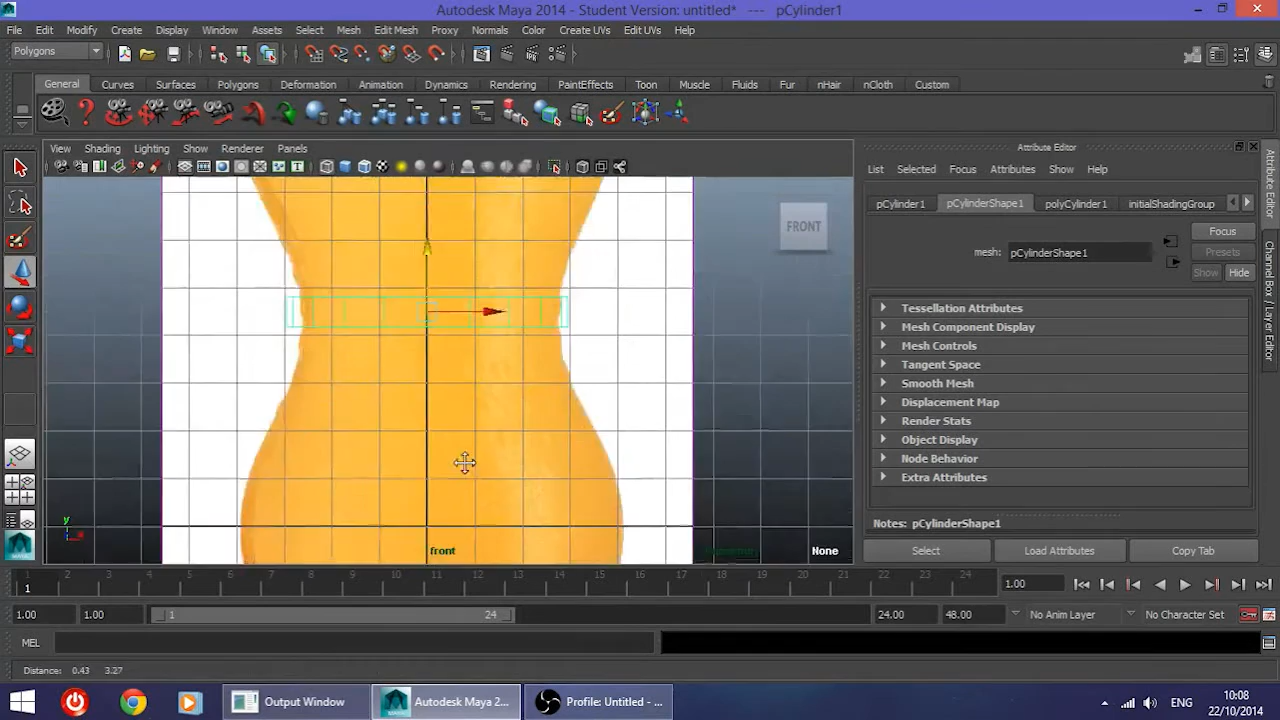 Autodesk Maya 2014 - Student Version: untitled*   ---   pCylinder1
File Edit Modify Create Display Window Assets Select Mesh Edit Mesh Proxy Normals Color Create UVs Edit UVs Help
Polygons
General Curves Surfaces Polygons Deformation Animation Dynamics Rendering PaintEffects Toon Muscle Fluids Fur nHair nCloth Custom
View Shading Lighting Show Renderer Panels
Attribute Editor
List Selected Focus Attributes Show Help
pCylinder1 pCylinderShape1 polyCylinder1 initialShadingGroup
FRONT
Focus
Presets
mesh: pCylinderShape1
Show Hide
Tessellation Attributes
Mesh Component Display
Mesh Controls
Tangent Space
Smooth Mesh
Displacement Map
Render Stats
Object Display
Node Behavior
Extra Attributes
Notes: pCylinderShape1
Select Load Attributes Copy Tab
Attribute Editor
Channel Box / Layer Editor
y
front
None
1 2 3 4 5 6 7 8 9 10 11 12 13 14 15 16 17 18 19 20 21 22 23 24
1
1.00
1.00 1.00 1 24 24.00 48.00 No Anim Layer No Character Set
MEL
Distance: 0.43 3.27
Output Window
Autodesk Maya 2...
Profile: Untitled - ...
ENG
10:08
22/10/2014